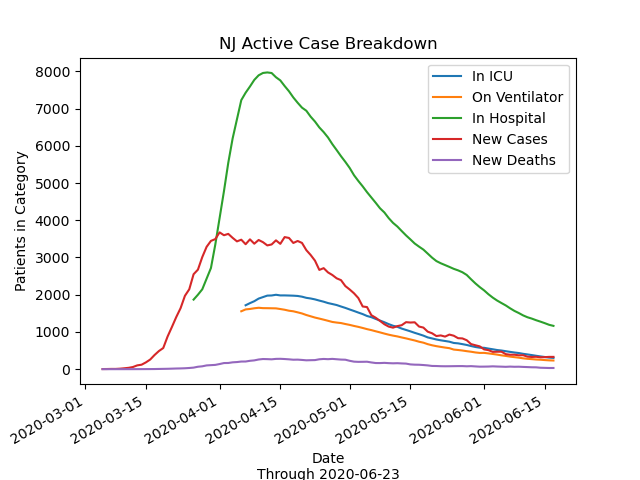 NJ Active Case Breakdown
In ICU
On Ventilator
In Hospital
New Cases
New Deaths
Patients in Category
8000
7000
6000
5000
4000
3000
2000
1000
0
2020-03-01
2020-03-15
2020-04-01
2020-04-15
2020-05-01
2020-05-15
2020-06-01
2020-06-15
Date
Through 2020-06-23